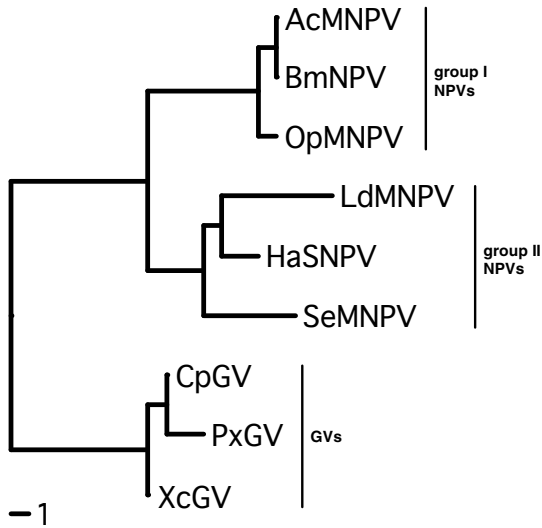 AcMNPV
BmNPV
OpMNPV
group I
NPVs
LdMNPV
HaSNPV
SeMNPV
group II
NPVs
CpGV
PxGV
XcGV
GVs
1